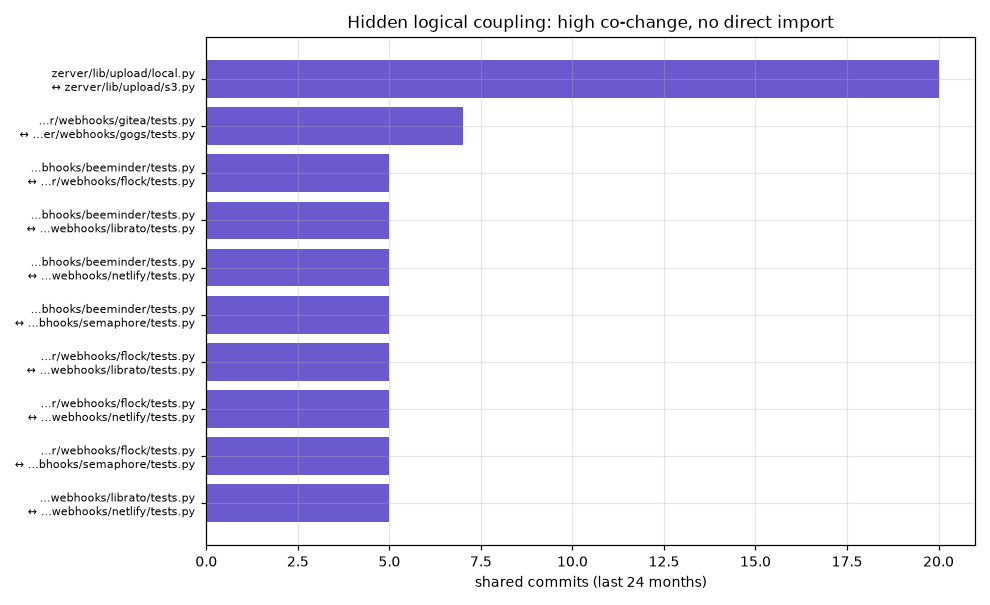 Hidden logical coupling: high co-change, no direct import
zerver/lib/upload/local.py
↔ zerver/lib/upload/s3.py
...r/webhooks/gitea/tests.py
↔ ...er/webhooks/gogs/tests.py
...bhooks/beeminder/tests.py
↔ ...r/webhooks/flock/tests.py
...bhooks/beeminder/tests.py
↔ ...webhooks/librato/tests.py
...bhooks/beeminder/tests.py
↔ ...webhooks/netlify/tests.py
...bhooks/beeminder/tests.py
↔ ...bhooks/semaphore/tests.py
...r/webhooks/flock/tests.py
↔ ...webhooks/librato/tests.py
...r/webhooks/flock/tests.py
↔ ...webhooks/netlify/tests.py
...r/webhooks/flock/tests.py
↔ ...bhooks/semaphore/tests.py
...webhooks/librato/tests.py
↔ ...webhooks/netlify/tests.py
0.0 2.5 5.0 7.5 10.0 12.5 15.0 17.5 20.0
shared commits (last 24 months)